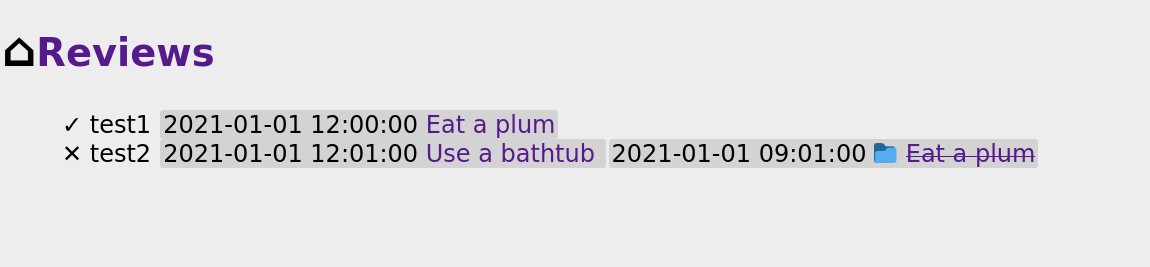 ⌂Reviews
✓ test1 2021-01-01 12:00:00 Eat a plum
✕ test2 2021-01-01 12:01:00 Use a bathtub 2021-01-01 09:01:00 Eat a plum